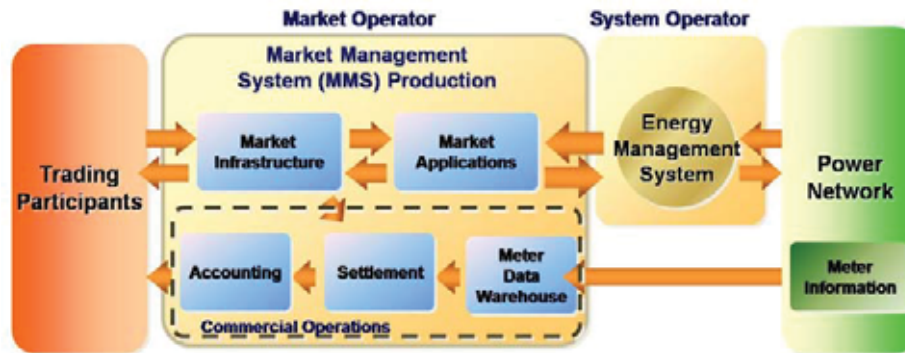 Market Operator
System Operator
Market Management
System (MMS) Production
Trading
Participants
Market
Infrastructure
Market
Applications
Energy
Management
System
Power
Network
Accounting
Settlement
Meter
Data
Warehouse
Meter
Information
Commercial Operations